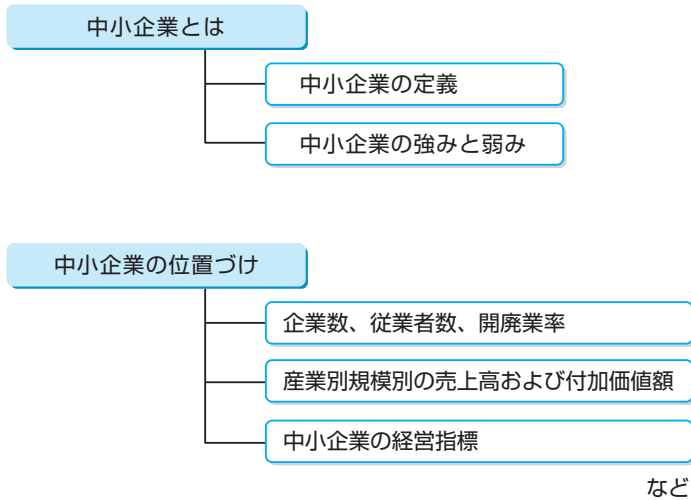 中小企業とは
中小企業の定義
中小企業の強みと弱み
中小企業の位置づけ
企業数、従業者数、開廃業率
産業別規模別の売上高および付加価値額
中小企業の経営指標
など